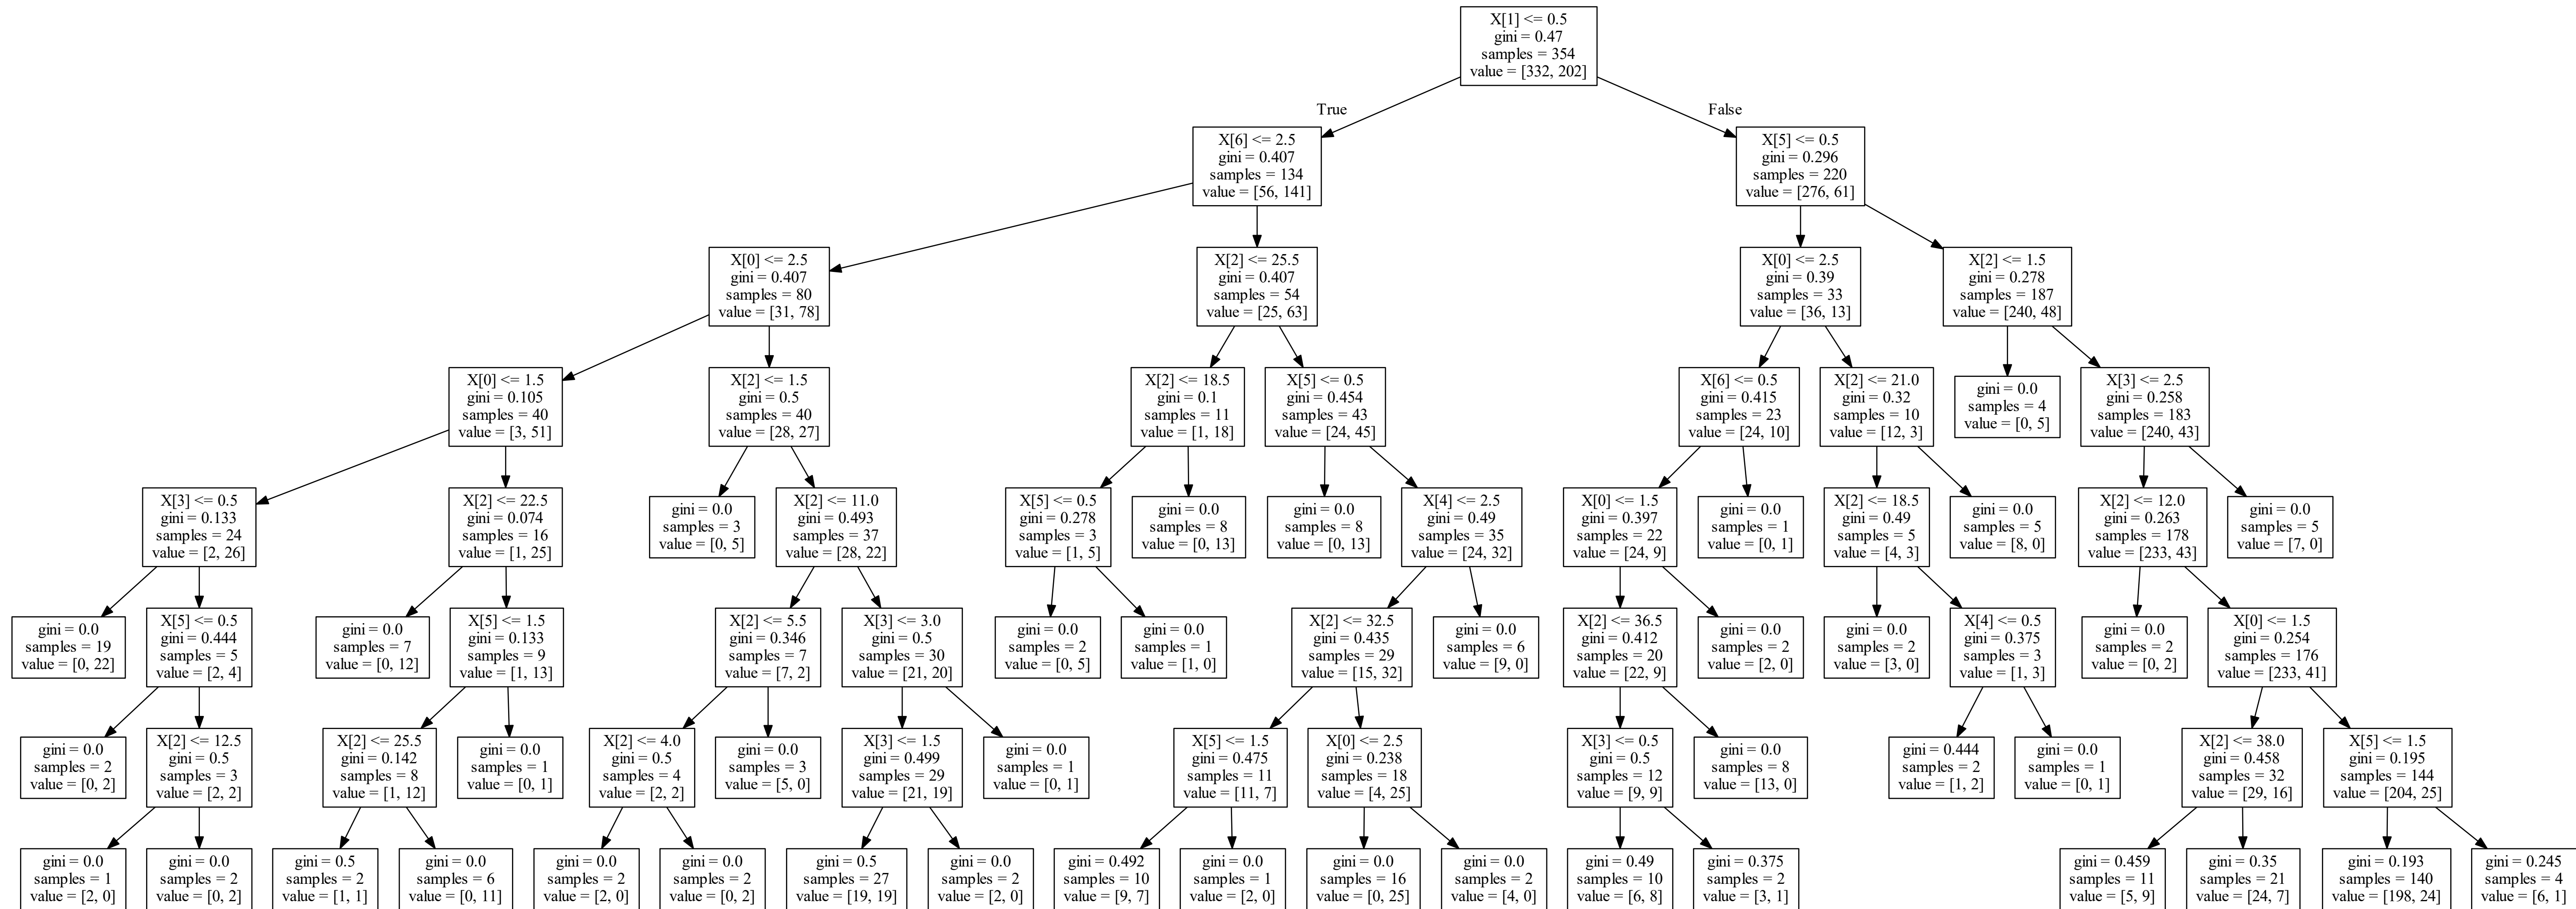 X[1] <= 0.5
gini = 0.47
samples = 354
value = [332, 202]
True
False
X[6] <= 2.5
gini = 0.407
samples = 134
value = [56, 141]
X[5] <= 0.5
gini = 0.296
samples = 220
value = [276, 61]
X[0] <= 2.5
gini = 0.407
samples = 80
value = [31, 78]
X[2] <= 25.5
gini = 0.407
samples = 54
value = [25, 63]
X[0] <= 2.5
gini = 0.39
samples = 33
value = [36, 13]
X[2] <= 1.5
gini = 0.278
samples = 187
value = [240, 48]
X[0] <= 1.5
gini = 0.105
samples = 40
value = [3, 51]
X[2] <= 1.5
gini = 0.5
samples = 40
value = [28, 27]
X[2] <= 18.5
gini = 0.1
samples = 11
value = [1, 18]
X[5] <= 0.5
gini = 0.454
samples = 43
value = [24, 45]
X[6] <= 0.5
gini = 0.415
samples = 23
value = [24, 10]
X[2] <= 21.0
gini = 0.32
samples = 10
value = [12, 3]
gini = 0.0
samples = 4
value = [0, 5]
X[3] <= 2.5
gini = 0.258
samples = 183
value = [240, 43]
X[3] <= 0.5
gini = 0.133
samples = 24
value = [2, 26]
X[2] <= 22.5
gini = 0.074
samples = 16
value = [1, 25]
gini = 0.0
samples = 3
value = [0, 5]
X[2] <= 11.0
gini = 0.493
samples = 37
value = [28, 22]
X[5] <= 0.5
gini = 0.278
samples = 3
value = [1, 5]
gini = 0.0
samples = 8
value = [0, 13]
gini = 0.0
samples = 8
value = [0, 13]
X[4] <= 2.5
gini = 0.49
samples = 35
value = [24, 32]
X[0] <= 1.5
gini = 0.397
samples = 22
value = [24, 9]
gini = 0.0
samples = 1
value = [0, 1]
X[2] <= 18.5
gini = 0.49
samples = 5
value = [4, 3]
gini = 0.0
samples = 5
value = [8, 0]
X[2] <= 12.0
gini = 0.263
samples = 178
value = [233, 43]
gini = 0.0
samples = 5
value = [7, 0]
gini = 0.0
samples = 19
value = [0, 22]
X[5] <= 0.5
gini = 0.444
samples = 5
value = [2, 4]
gini = 0.0
samples = 7
value = [0, 12]
X[5] <= 1.5
gini = 0.133
samples = 9
value = [1, 13]
X[2] <= 5.5
gini = 0.346
samples = 7
value = [7, 2]
X[3] <= 3.0
gini = 0.5
samples = 30
value = [21, 20]
gini = 0.0
samples = 2
value = [0, 5]
gini = 0.0
samples = 1
value = [1, 0]
X[2] <= 32.5
gini = 0.435
samples = 29
value = [15, 32]
gini = 0.0
samples = 6
value = [9, 0]
X[2] <= 36.5
gini = 0.412
samples = 20
value = [22, 9]
gini = 0.0
samples = 2
value = [2, 0]
gini = 0.0
samples = 2
value = [3, 0]
X[4] <= 0.5
gini = 0.375
samples = 3
value = [1, 3]
gini = 0.0
samples = 2
value = [0, 2]
X[0] <= 1.5
gini = 0.254
samples = 176
value = [233, 41]
gini = 0.0
samples = 2
value = [0, 2]
X[2] <= 12.5
gini = 0.5
samples = 3
value = [2, 2]
X[2] <= 25.5
gini = 0.142
samples = 8
value = [1, 12]
gini = 0.0
samples = 1
value = [0, 1]
X[2] <= 4.0
gini = 0.5
samples = 4
value = [2, 2]
gini = 0.0
samples = 3
value = [5, 0]
X[3] <= 1.5
gini = 0.499
samples = 29
value = [21, 19]
gini = 0.0
samples = 1
value = [0, 1]
X[5] <= 1.5
gini = 0.475
samples = 11
value = [11, 7]
X[0] <= 2.5
gini = 0.238
samples = 18
value = [4, 25]
X[3] <= 0.5
gini = 0.5
samples = 12
value = [9, 9]
gini = 0.0
samples = 8
value = [13, 0]
gini = 0.444
samples = 2
value = [1, 2]
gini = 0.0
samples = 1
value = [0, 1]
X[2] <= 38.0
gini = 0.458
samples = 32
value = [29, 16]
X[5] <= 1.5
gini = 0.195
samples = 144
value = [204, 25]
gini = 0.0
samples = 1
value = [2, 0]
gini = 0.0
samples = 2
value = [0, 2]
gini = 0.5
samples = 2
value = [1, 1]
gini = 0.0
samples = 6
value = [0, 11]
gini = 0.0
samples = 2
value = [2, 0]
gini = 0.0
samples = 2
value = [0, 2]
gini = 0.5
samples = 27
value = [19, 19]
gini = 0.0
samples = 2
value = [2, 0]
gini = 0.492
samples = 10
value = [9, 7]
gini = 0.0
samples = 1
value = [2, 0]
gini = 0.0
samples = 16
value = [0, 25]
gini = 0.0
samples = 2
value = [4, 0]
gini = 0.49
samples = 10
value = [6, 8]
gini = 0.375
samples = 2
value = [3, 1]
gini = 0.459
samples = 11
value = [5, 9]
gini = 0.35
samples = 21
value = [24, 7]
gini = 0.193
samples = 140
value = [198, 24]
gini = 0.245
samples = 4
value = [6, 1]